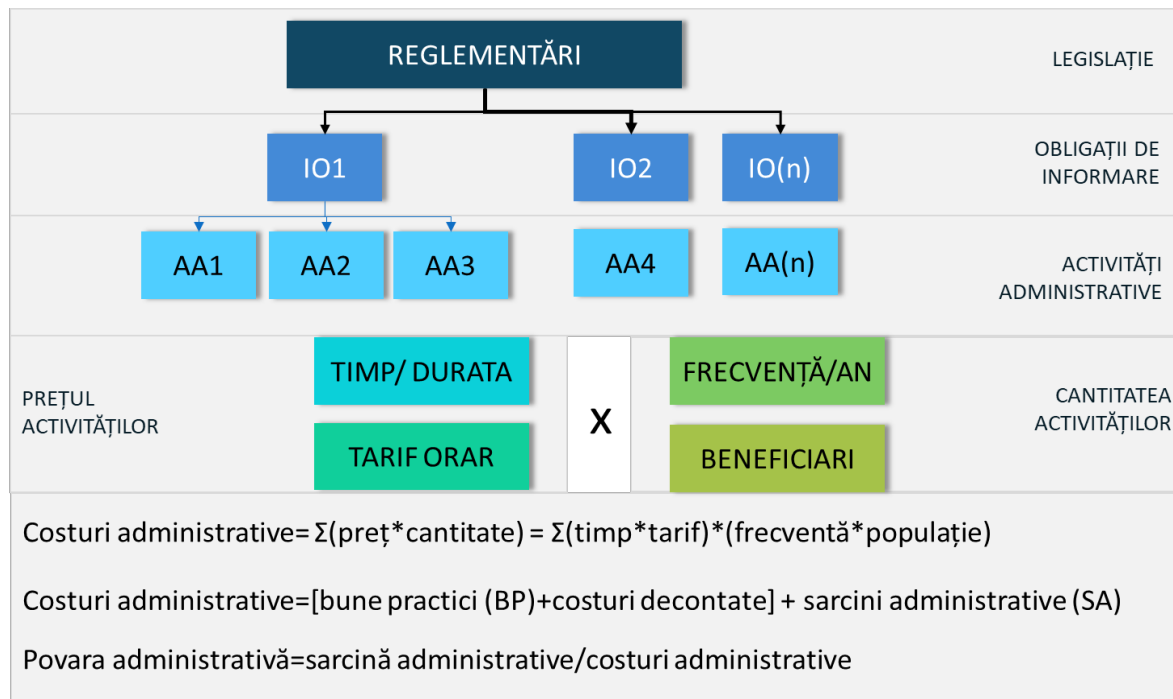 REGLEMENTĂRI
LEGISLAȚIE
IO1
IO2
IO(n)
OBLIGAȚII DE
INFORMARE
AA1
AA2
AA3
AA4
AA(n)
ACTIVITĂȚI
ADMINISTRATIVE
PREȚUL
ACTIVITĂȚILOR
TIMP/ DURATA
TARIF ORAR
X
FRECVENȚĂ/AN
BENEFICIARI
CANTITATEA
ACTIVITĂȚILOR
Costuri administrative= Σ(preț*cantitate) = Σ(timp*tarif)*(frecventă*populație)
Costuri administrative=[bune practici (BP)+costuri decontate] + sarcini administrative (SA)
Povara administrativă=sarcină administrative/costuri administrative